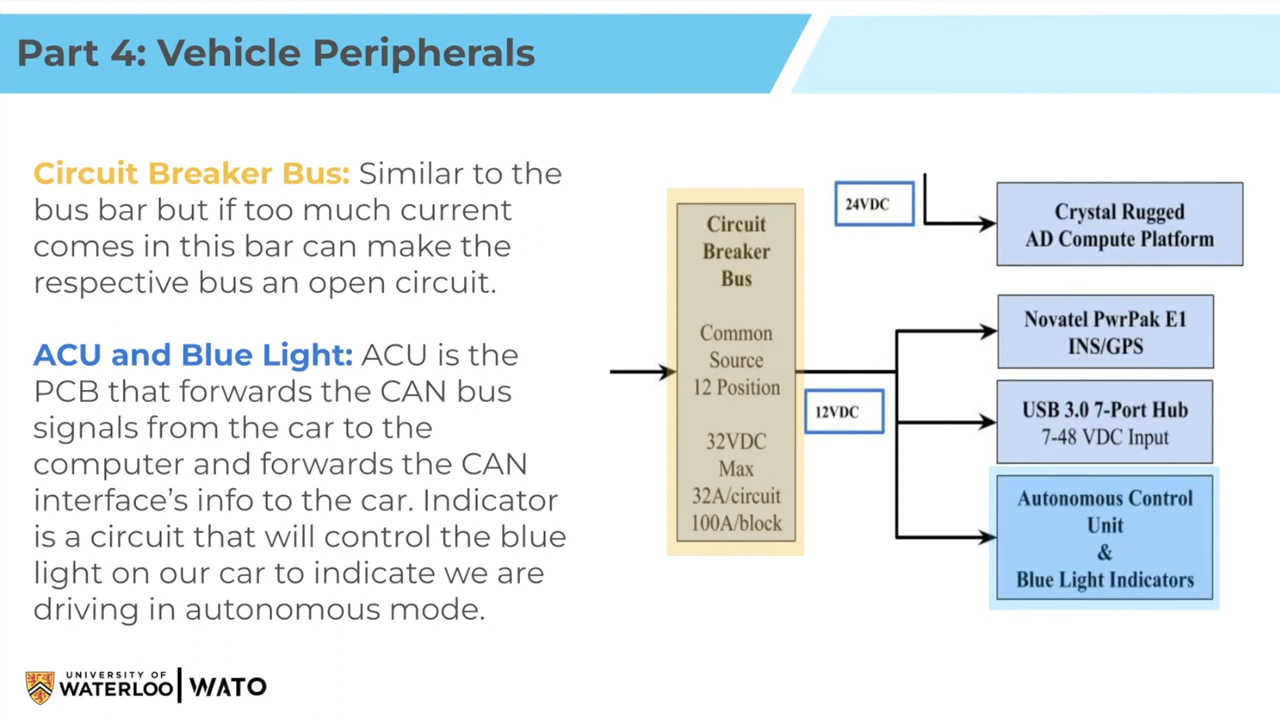 Part 4: Vehicle Peripherals
Circuit Breaker Bus: Similar to the
bus bar but if too much current
comes in this bar can make the
respective bus an open circuit.
ACU and Blue Light: ACU is the
PCB that forwards the CAN bus
signals from the car to the
computer and forwards the CAN
interface’s info to the car. Indicator
is a circuit that will control the blue
light on our car to indicate we are
driving in autonomous mode.
Circuit
Breaker
Bus
Common
Source
12 Position
32VDC
Max
32A/circuit
100A/block
24VDC
12VDC
Crystal Rugged
AD Compute Platform
Novatel PwrPak E1
INS/GPS
USB 3.0 7-Port Hub
7-48 VDC Input
Autonomous Control
Unit
&
Blue Light Indicators
UNIVERSITY OF
WATERLOO
WATO